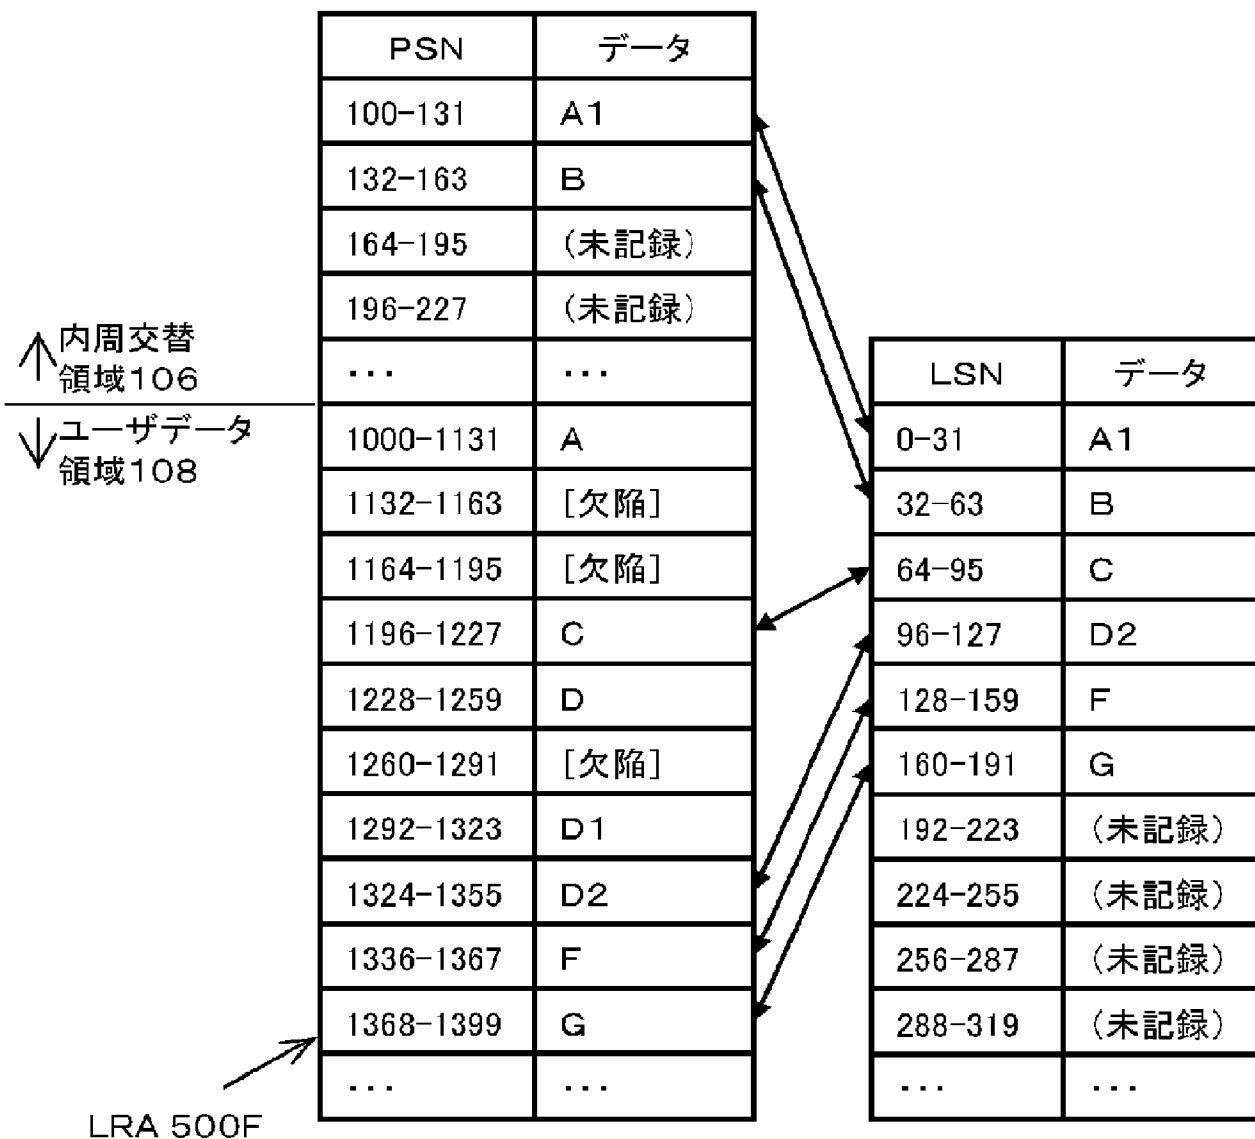 PSN データ
100-131 A1
132-163 B
164-195 (未記録)
196-227 (未記録)
... ...
1000-1131 A
1132-1163 [欠陥]
1164-1195 [欠陥]
1196-1227 C
1228-1259 D
1260-1291 [欠陥]
1292-1323 D1
1324-1355 D2
1336-1367 F
1368-1399 G
... ...
内周交替
領域106
ユーザデータ
領域108
LRA 500F
LSN データ
0-31 A1
32-63 B
64-95 C
96-127 D2
128-159 F
160-191 G
192-223 (未記録)
224-255 (未記録)
256-287 (未記録)
288-319 (未記録)
... ...